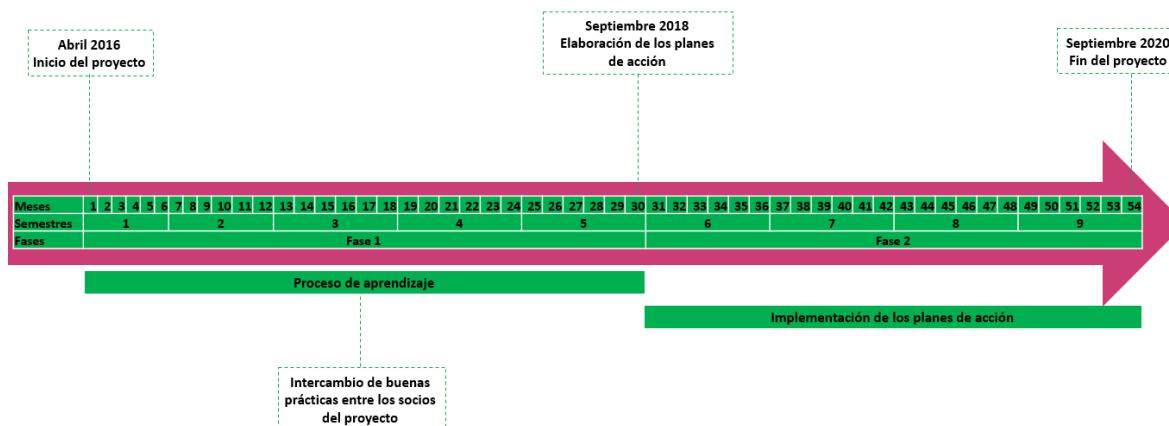 Abril 2016
Inicio del proyecto
Septiembre 2018
Elaboración de los planes
de acción
Septiembre 2020
Fin del proyecto
Meses 1 2 3 4 5 6 7 8 9 10 11 12 13 14 15 16 17 18 19 20 21 22 23 24 25 26 27 28 29 30 31 32 33 34 35 36 37 38 39 40 41 42 43 44 45 46 47 48 49 50 51 52 53 54
Semestres 1 2 3 4 5 6 7 8 9
Fases Fase 1 Fase 2
Proceso de aprendizaje
Implementación de los planes de acción
Intercambio de buenas
prácticas entre los socios
del proyecto